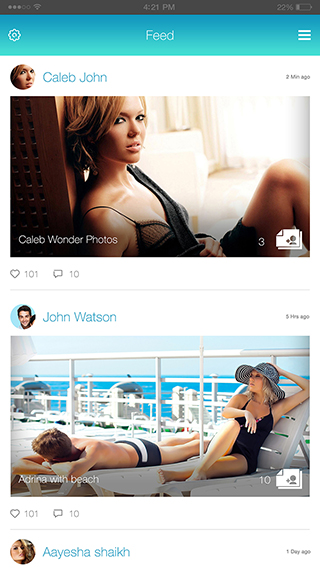 4:21 PM
22%
Feed
Caleb John
2 Min ago
Caleb Wonder Photos
3
101
10
John Watson
5 Hrs ago
Adrina with beach
10
101
10
Aayesha shaikh
1 Day ago